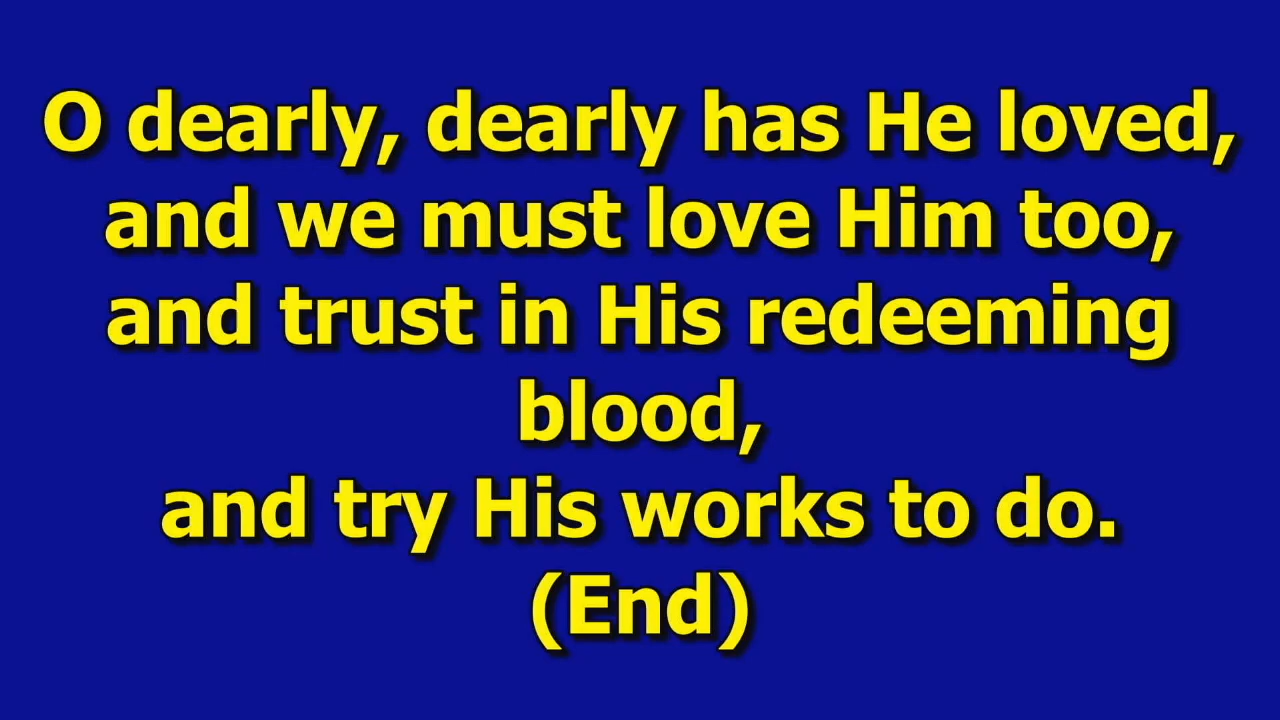 O dearly, dearly has He loved,
and we must love Him too,
and trust in His redeeming
blood,
and try His works to do.
(End)